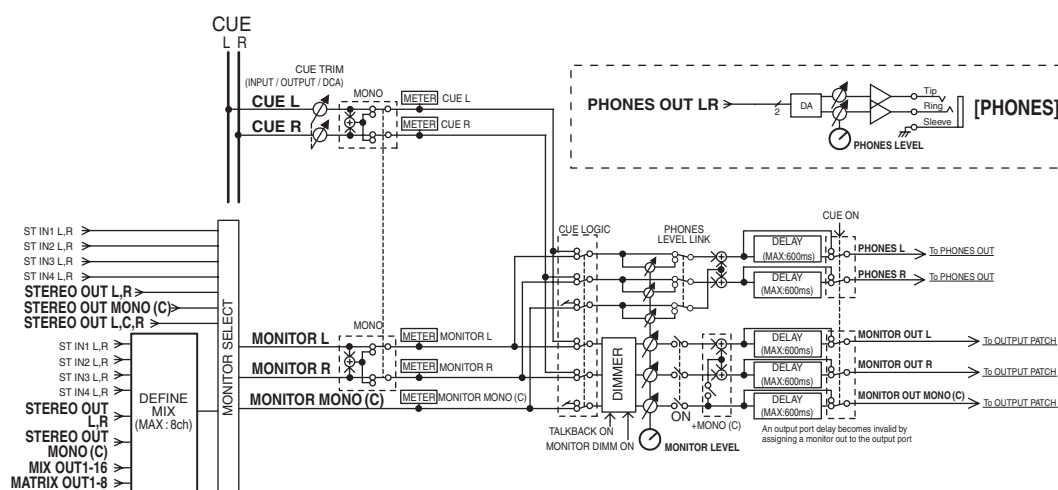 CUE
L R
CUE TRIM
(INPUT / OUTPUT / DCA)
CUE L
CUE R
MONO
METER CUE L
METER CUE R
PHONES OUT LR
2
DA
Tip
Ring
Sleeve
PHONES LEVEL
[PHONES]
ST IN1 L,R
ST IN2 L,R
ST IN3 L,R
ST IN4 L,R
STEREO OUT L,R
STEREO OUT MONO (C)
STEREO OUT L,C,R
ST IN1 L,R
ST IN2 L,R
ST IN3 L,R
ST IN4 L,R
STEREO OUT
L,R
STEREO OUT
MONO (C)
MIX OUT1-16
MATRIX OUT1-8
DEFINE
MIX
(MAX : 8ch)
MONITOR SELECT
MONITOR L
MONITOR R
MONITOR MONO (C)
MONO
METER MONITOR L
METER MONITOR R
METER MONITOR MONO (C)
CUE LOGIC
PHONES
LEVEL LINK
CUE ON
DELAY
(MAX:600ms)
PHONES L
To PHONES OUT
DELAY
(MAX:600ms)
PHONES R
To PHONES OUT
DIMMER
TALKBACK ON
MONITOR DIMM ON
MONITOR LEVEL
ON
+MONO (C)
DELAY
(MAX:600ms)
MONITOR OUT L
To OUTPUT PATCH
DELAY
(MAX:600ms)
MONITOR OUT R
To OUTPUT PATCH
DELAY
(MAX:600ms)
MONITOR OUT MONO (C)
To OUTPUT PATCH
An output port delay becomes invalid by
assigning a monitor out to the output port